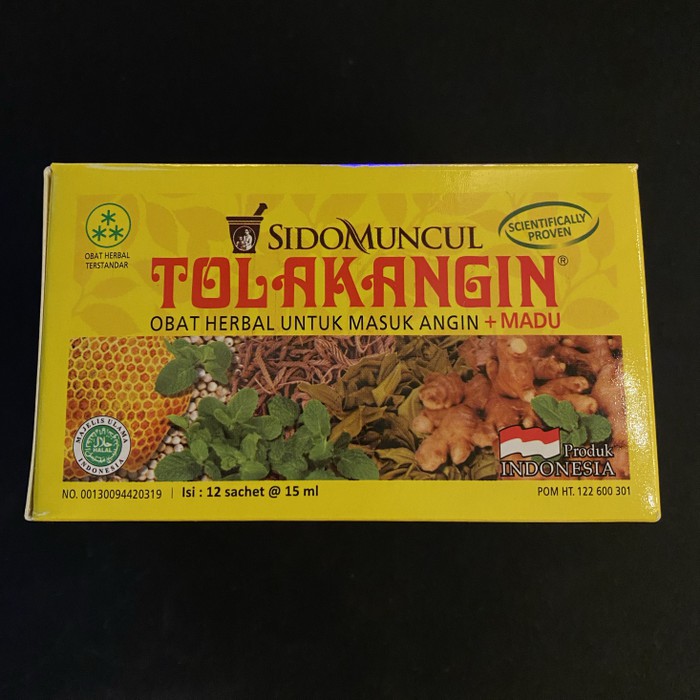 OBAT HERBAL
TERSTANDAR
SIDOMUNCUL
SCIENTIFICALLY
PROVEN
TOLAKANGIN®
OBAT HERBAL UNTUK MASUK ANGIN + MADU
MAJELIS ULAMA
HALAL
INDONESIA
Produk
INDONESIA
NO. 00130094420319 | Isi : 12 sachet @ 15 ml
POM HT. 122 600 301